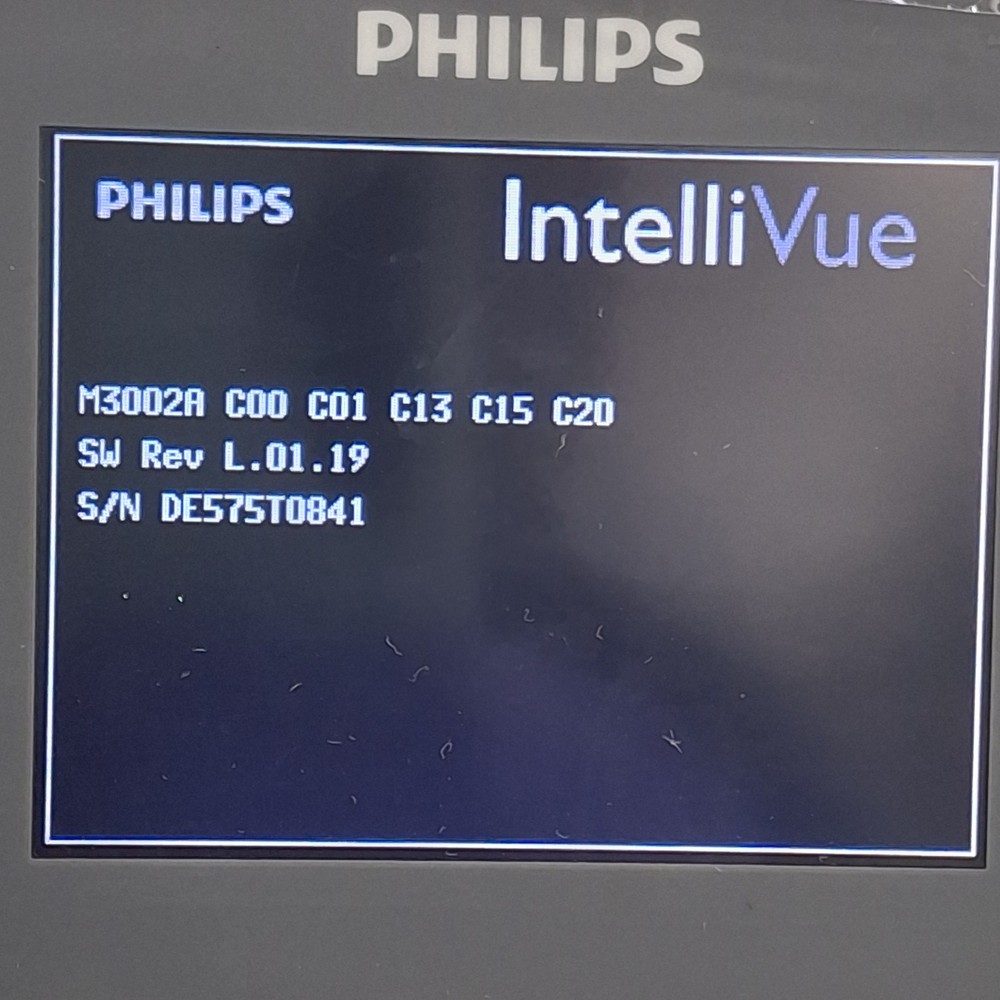 PHILIPS
PHILIPS IntelliVue
M3002A C00 C01 C13 C15 C20
SW Rev L.01.19
S/N DE575T0841